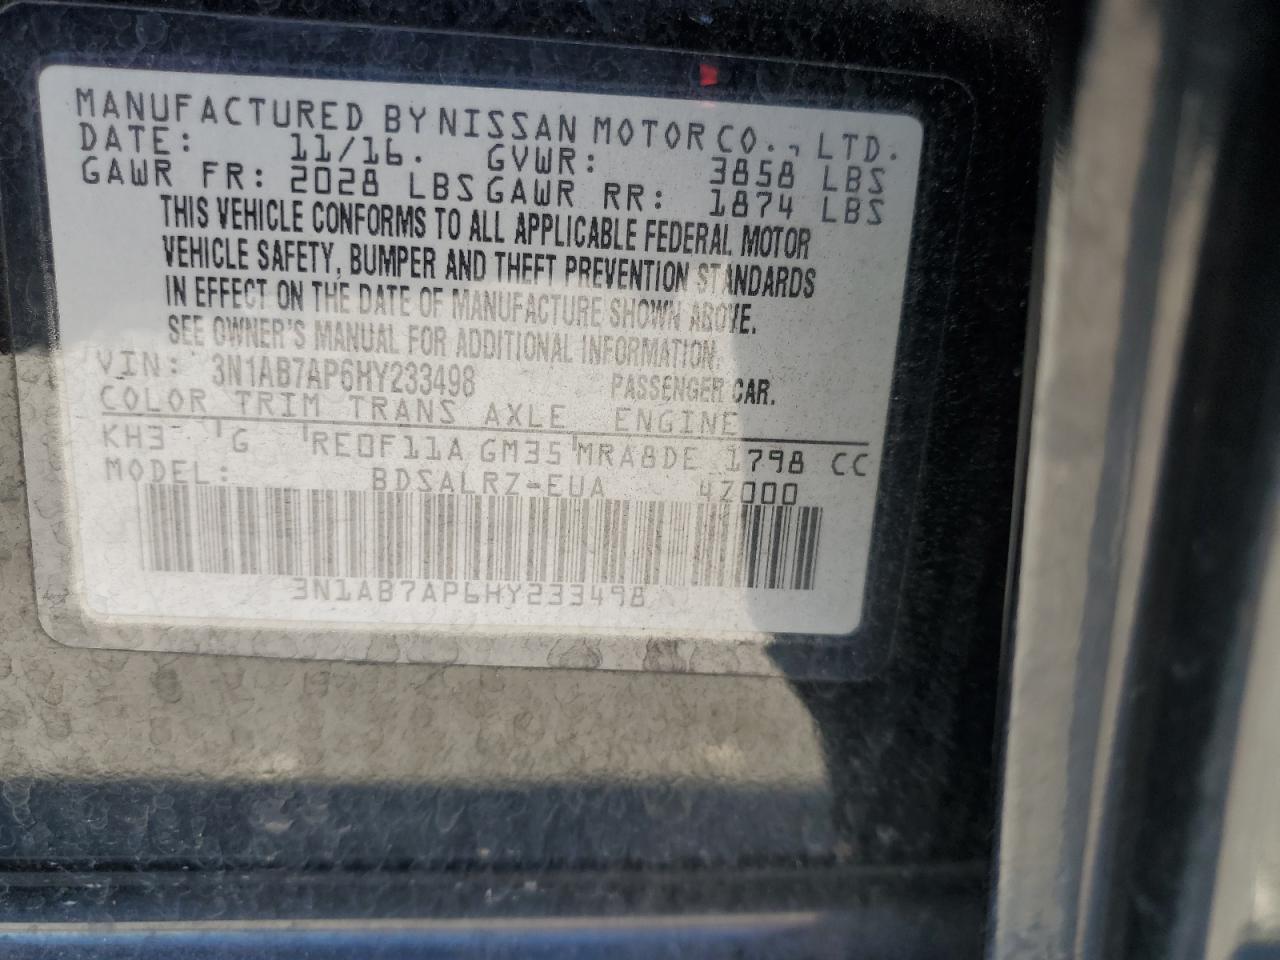 MANUFACTURED BY NISSAN MOTOR CO., LTD.
DATE: 11/16. GVWR: 3858 LBS
GAWR FR: 2028 LBS GAWR RR: 1874 LBS
THIS VEHICLE CONFORMS TO ALL APPLICABLE FEDERAL MOTOR
VEHICLE SAFETY, BUMPER AND THEFT PREVENTION STANDARDS
IN EFFECT ON THE DATE OF MANUFACTURE SHOWN ABOVE.
SEE OWNER'S MANUAL FOR ADDITIONAL INFORMATION.
VIN: 3N1AB7AP6HY233498 PASSENGER CAR.
COLOR TRIM TRANS AXLE ENGINE
KH3 G RE0F11A GM35 MRA8DE 1798 CC
MODEL: BDSALRZ-EUA 47000
3N1AB7AP6HY233498